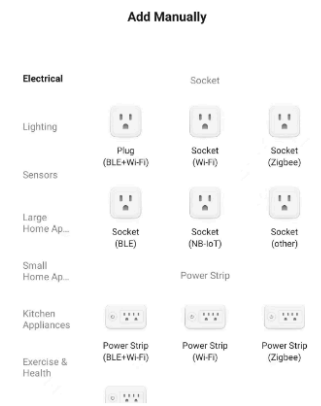 Add Manually
Electrical
Lighting
Sensors
Large
Home Ap...
Small
Home Ap...
Kitchen
Appliances
Exercise &
Health
Socket
Plug
(BLE+Wi-Fi)
Socket
(Wi-Fi)
Socket
(Zigbee)
Socket
(BLE)
Socket
(NB-IoT)
Socket
(other)
Power Strip
Power Strip
(BLE+Wi-Fi)
Power Strip
(Wi-Fi)
Power Strip
(Zigbee)